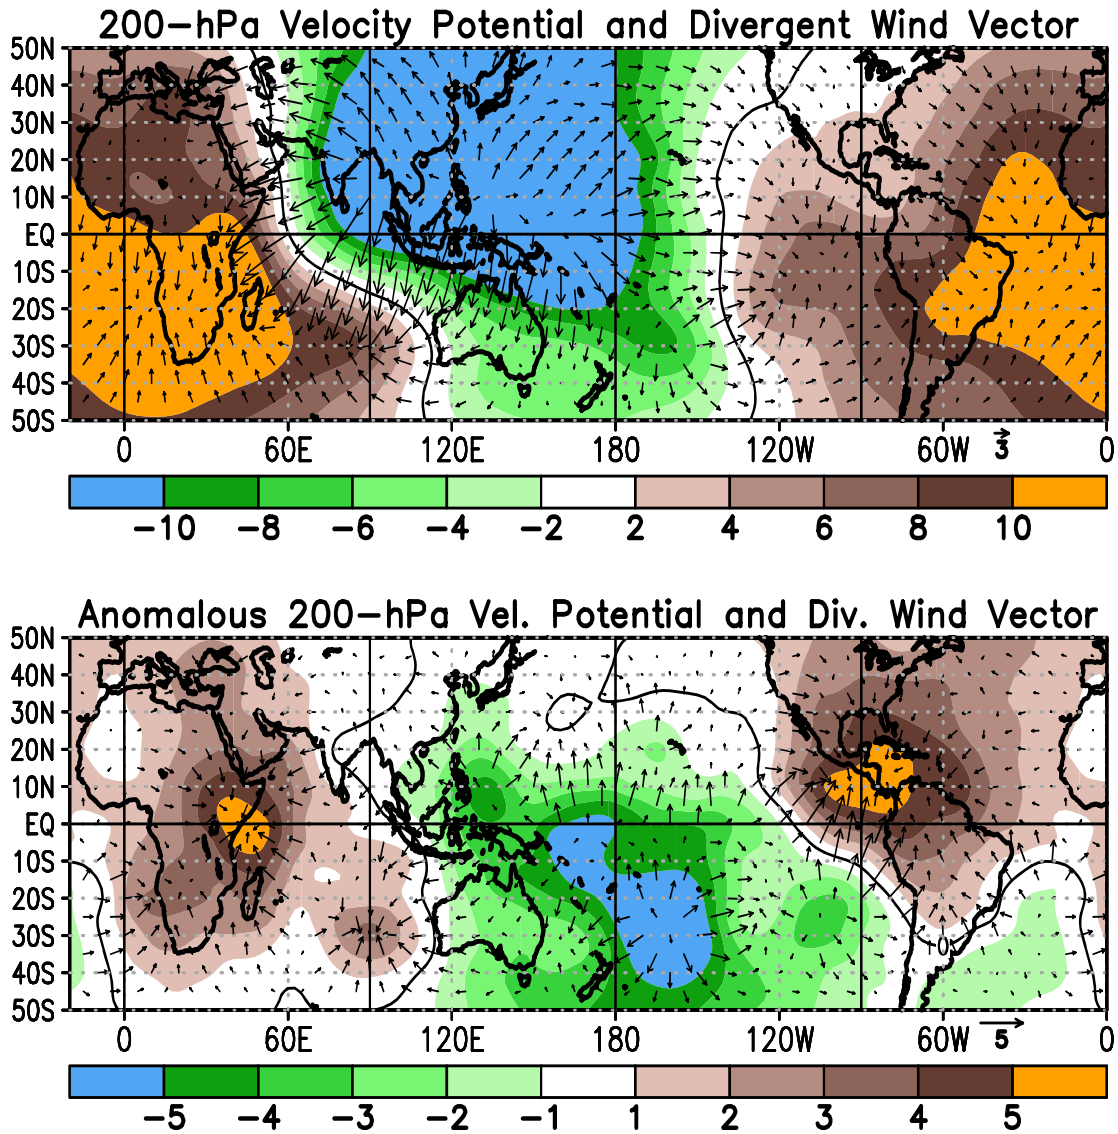 200-hPa Velocity Potential and Divergent Wind Vector
50N
40N
30N
20N
10N
EQ
10S
20S
30S
40S
50S
0 60E 120E 180 120W 60W 3 0
-10 -8 -6 -4 -2 2 4 6 8 10
Anomalous 200-hPa Vel. Potential and Div. Wind Vector
50N
40N
30N
20N
10N
EQ
10S
20S
30S
0
40S
50S
0 60E 120E 180 120W 60W 5 0
-5 -4 -3 -2 -1 1 2 3 4 5